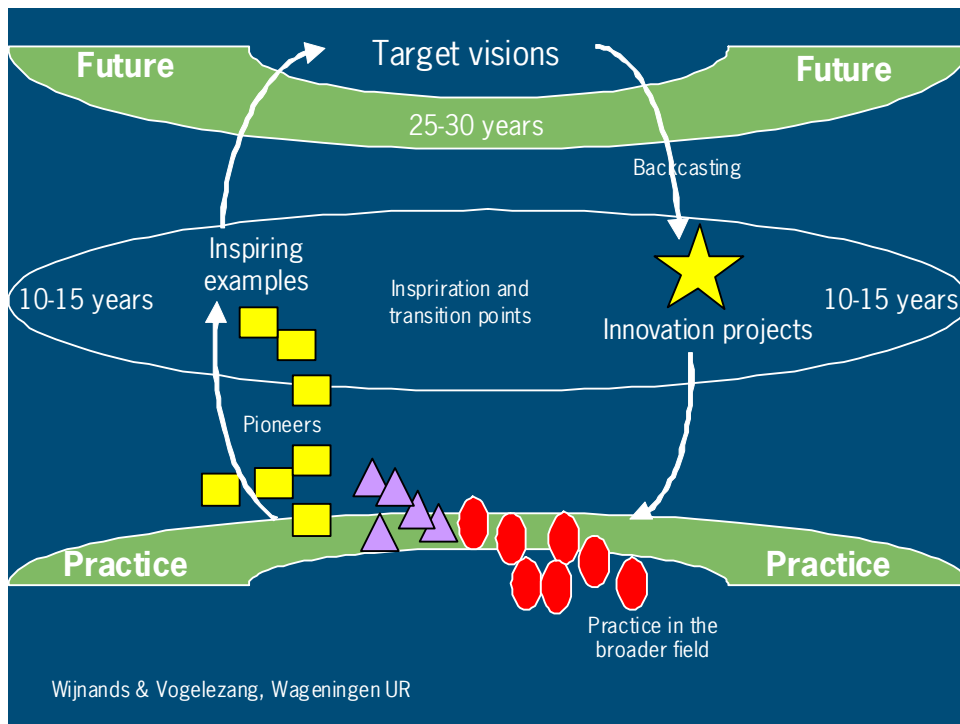 Target visions
Future
Future
25-30 years
Backcasting
Inspiring
examples
10-15 years
Inspriration and
transition points
10-15 years
Innovation projects
Pioneers
Practice
Practice
Practice in the
broader field
Wijnands & Vogelezang, Wageningen UR